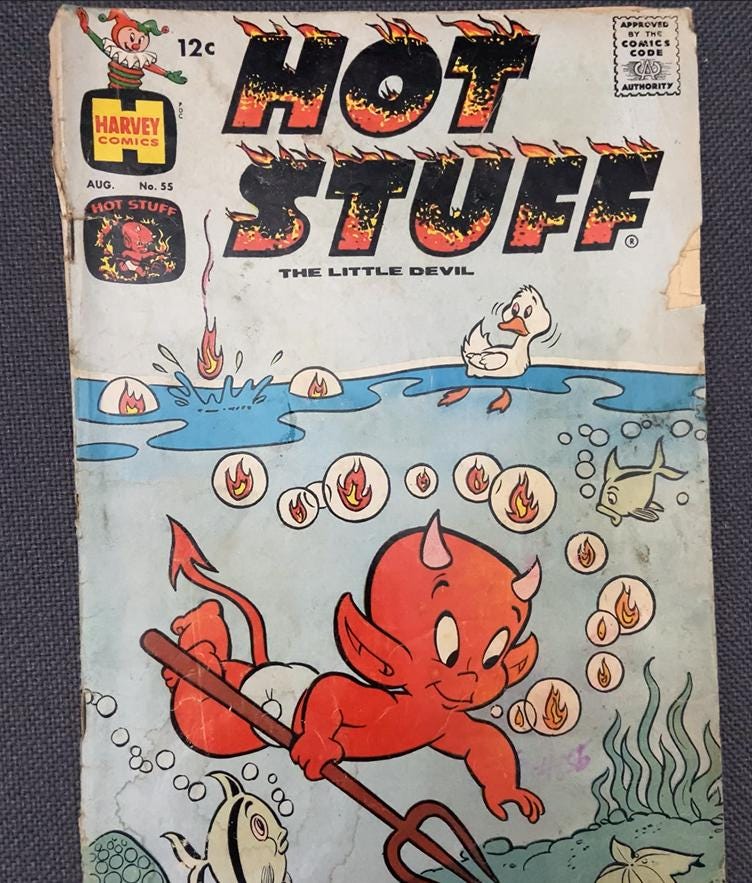 12c
HOT
STUFF
®
THE LITTLE DEVIL
APPROVED
BY THE
COMICS
CODE
AUTHORITY
H
HARVEY
COMICS
AUG. No. 55
HOT STUFF